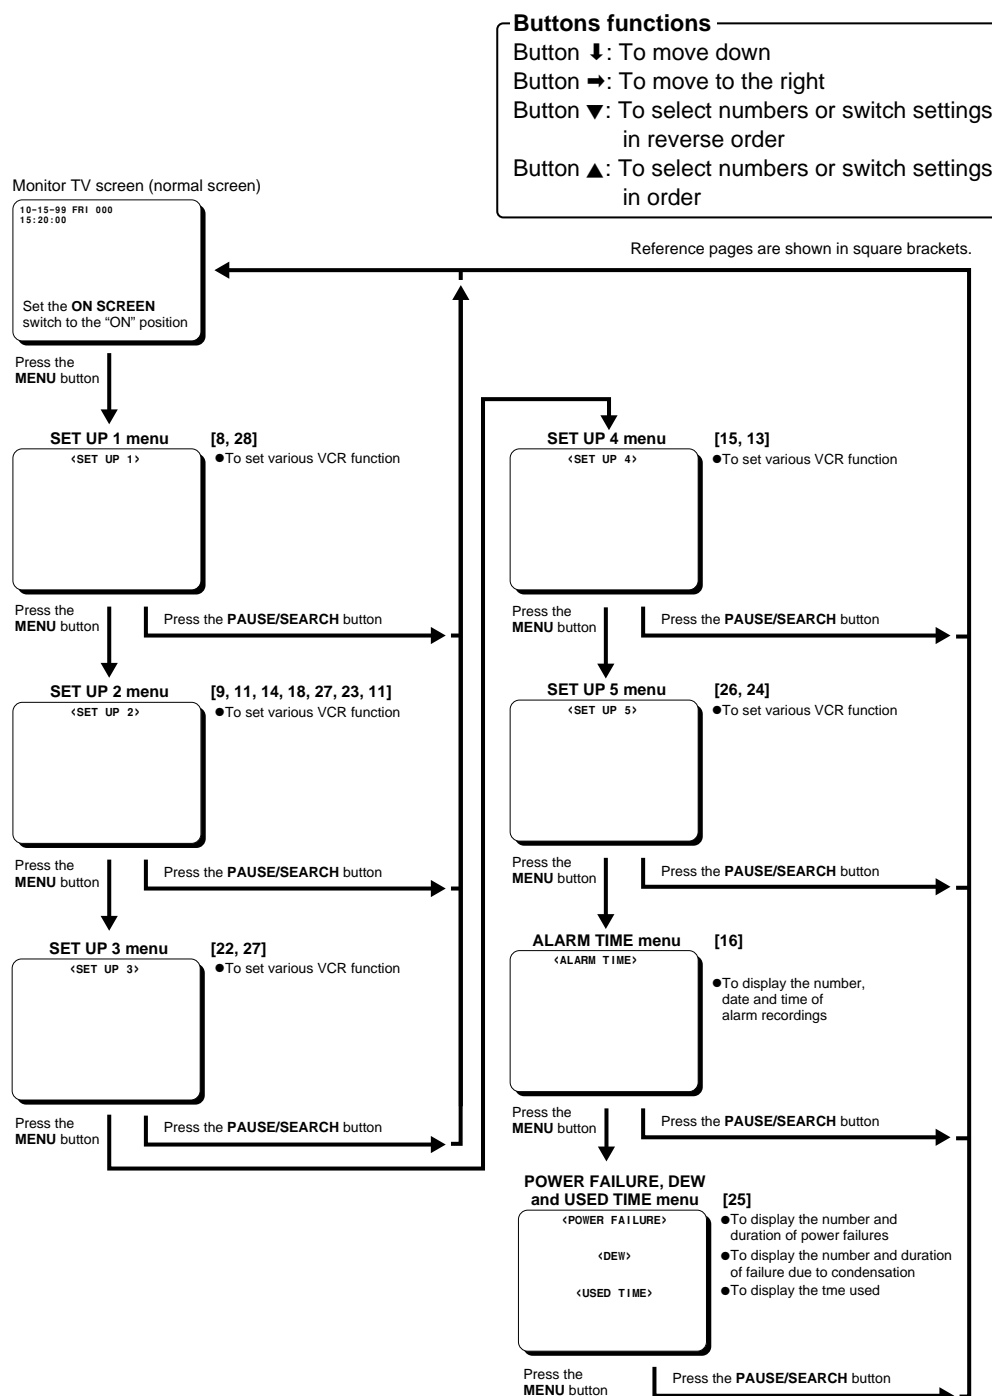 Buttons functions
Button ⬇: To move down
Button ➡: To move to the right
Button ▼: To select numbers or switch settings
in reverse order
Button ▲: To select numbers or switch settings
in order
Monitor TV screen (normal screen)
10-15-99 FRI 000
15:20:00
Set the ON SCREEN
switch to the “ON” position
Reference pages are shown in square brackets.
Press the
MENU button
SET UP 1 menu [8, 28]
<SET UP 1>
●To set various VCR function
Press the
MENU button
Press the PAUSE/SEARCH button
SET UP 2 menu [9, 11, 14, 18, 27, 23, 11]
<SET UP 2>
●To set various VCR function
Press the
MENU button
Press the PAUSE/SEARCH button
SET UP 3 menu [22, 27]
<SET UP 3>
●To set various VCR function
Press the
MENU button
Press the PAUSE/SEARCH button
SET UP 4 menu [15, 13]
<SET UP 4>
●To set various VCR function
Press the
MENU button
Press the PAUSE/SEARCH button
SET UP 5 menu [26, 24]
<SET UP 5>
●To set various VCR function
Press the
MENU button
Press the PAUSE/SEARCH button
ALARM TIME menu [16]
<ALARM TIME>
●To display the number,
date and time of
alarm recordings
Press the
MENU button
Press the PAUSE/SEARCH button
POWER FAILURE, DEW
and USED TIME menu [25]
<POWER FAILURE>
<DEW>
<USED TIME>
●To display the number and
duration of power failures
●To display the number and duration
of failure due to condensation
●To display the tme used
Press the
MENU button
Press the PAUSE/SEARCH button